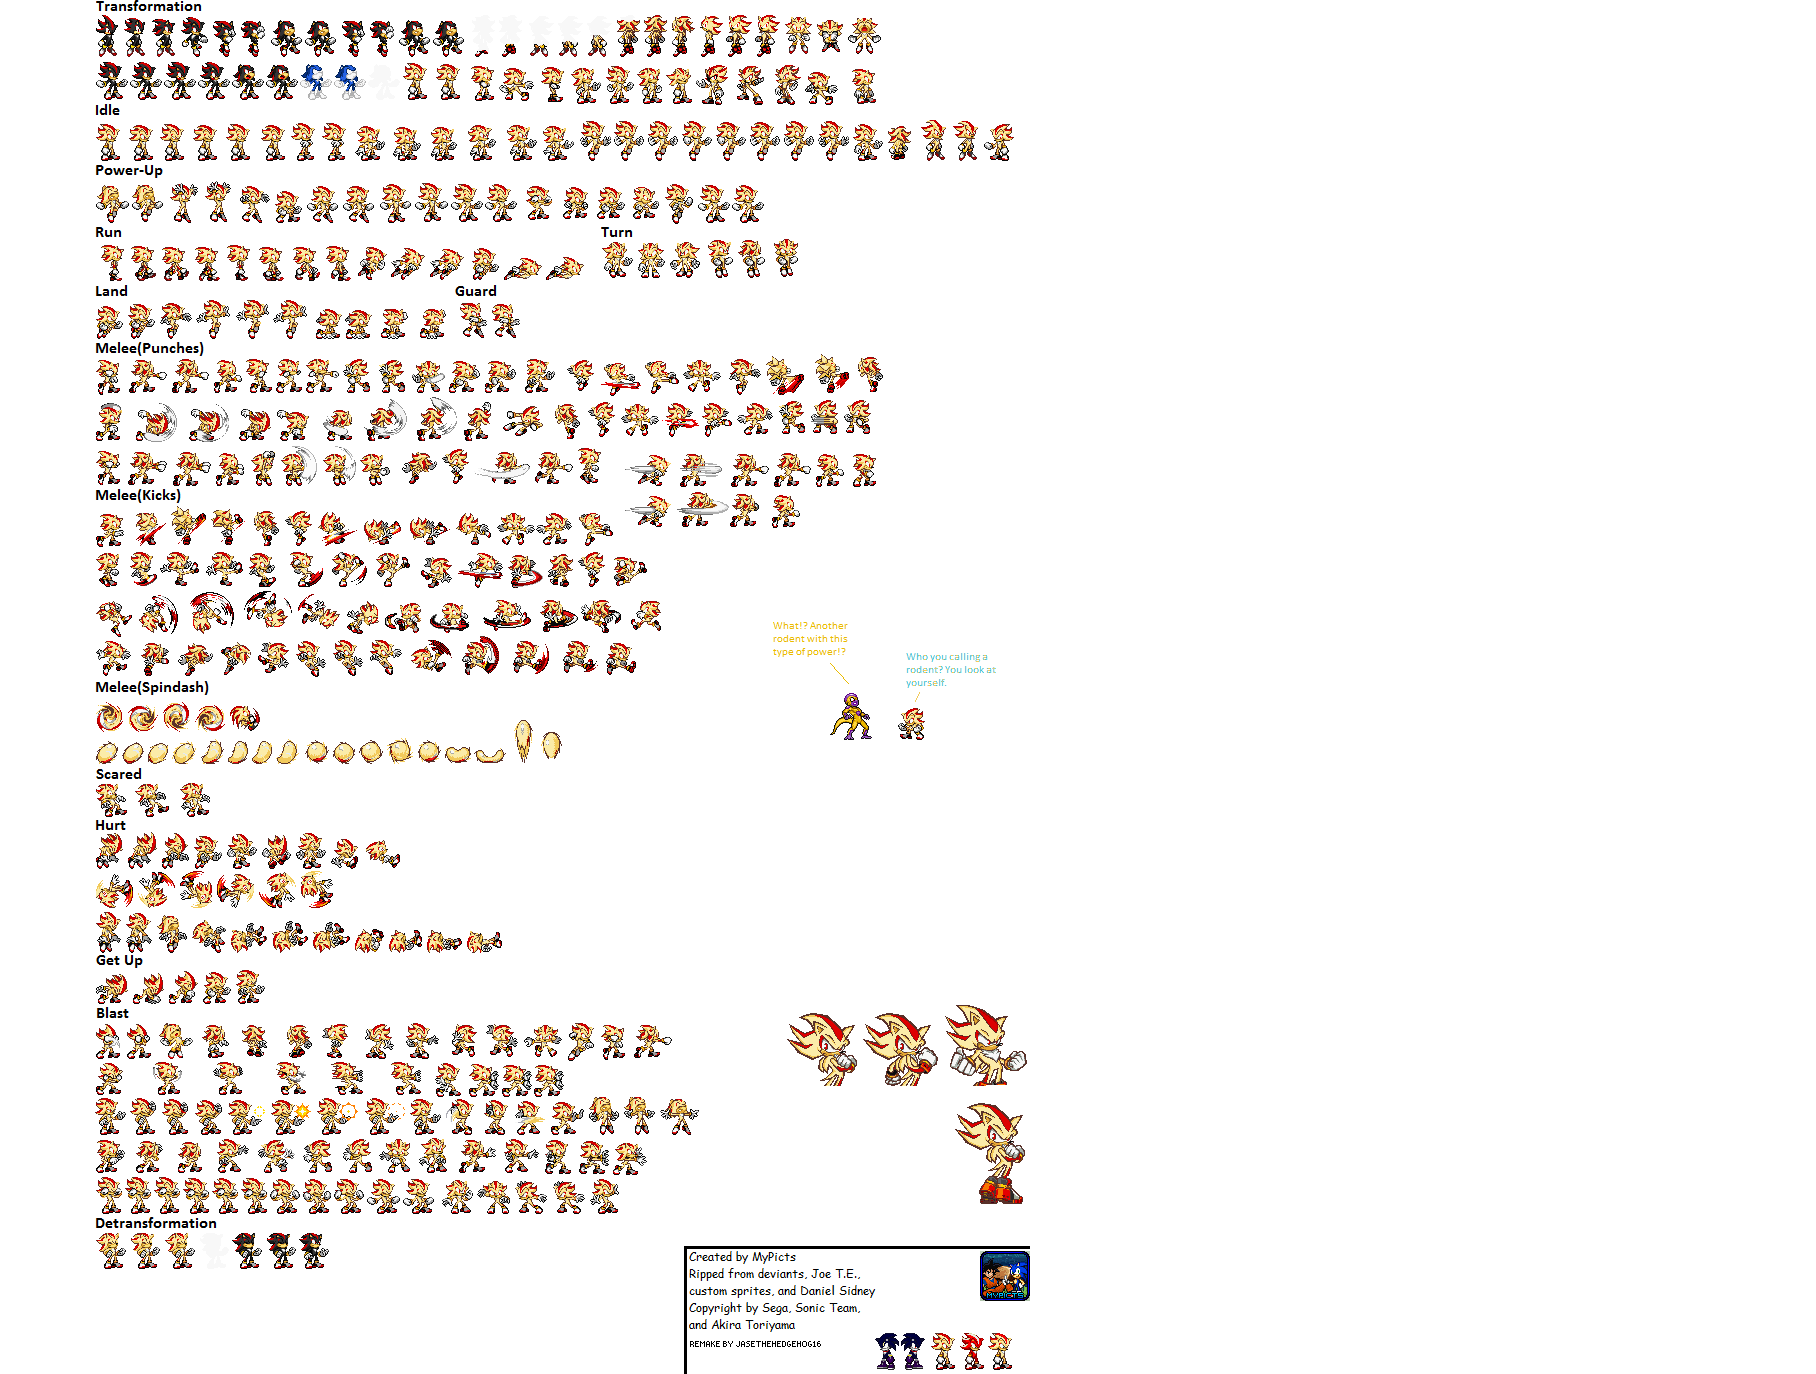 Transformation
Idle
Power-Up
Run
Turn
Land
Guard
Melee(Punches)
Melee(Kicks)
What!? Another
rodent with this
type of power!?
Who you calling a
rodent? You look at
yourself.
Melee(Spindash)
Scared
Hurt
Get Up
Blast
Detransformation
Created by MyPicts
Ripped from deviants, Joe T.E.,
custom sprites, and Daniel Sidney
Copyright by Sega, Sonic Team,
and Akira Toriyama
REMAKE BY JASETHEHEDGEHOG16
MYPICTS